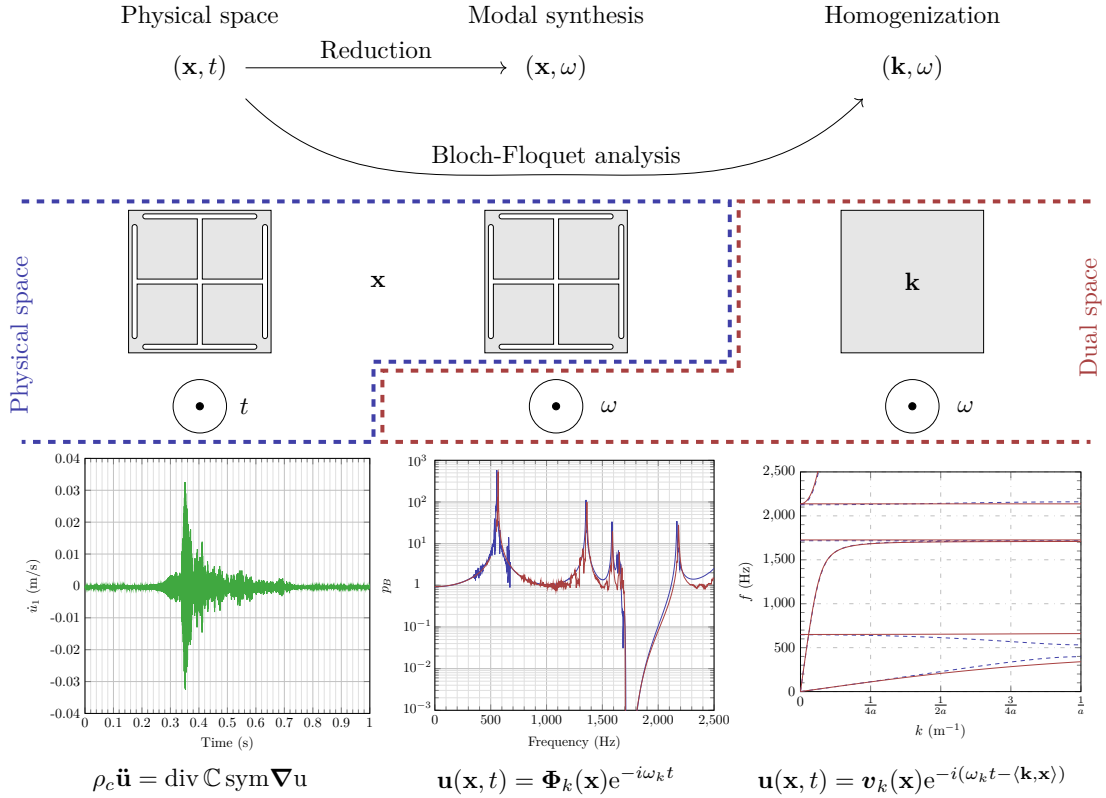 Physical space Modal synthesis Homogenization
(𝐱, t) Reduction (𝐱, ω) (𝐤, ω)
Bloch-Floquet analysis
Physical space
𝐱
𝐤
Dual space
t
ω
ω
0.04
0.03
0.02
0.01
0
-0.01
-0.02
-0.03
-0.04
u̇₁ (m/s)
0 0.1 0.2 0.3 0.4 0.5 0.6 0.7 0.8 0.9 1
Time (s)
10³
10²
10¹
1
10⁻¹
10⁻²
10⁻³
p_B
0 500 1,000 1,500 2,000 2,500
Frequency (Hz)
2,500
2,000
1,500
1,000
500
0
f (Hz)
0 1/4a 1/2a 3/4a 1/a
k (m⁻¹)
ρ_c 𝐮̈ = div ℂ sym 𝛁u
𝐮(𝐱, t) = 𝚽_k(𝐱)e^{−iω_k t}
𝐮(𝐱, t) = 𝒗_k(𝐱)e^{−i(ω_k t−⟨𝐤,𝐱⟩)}